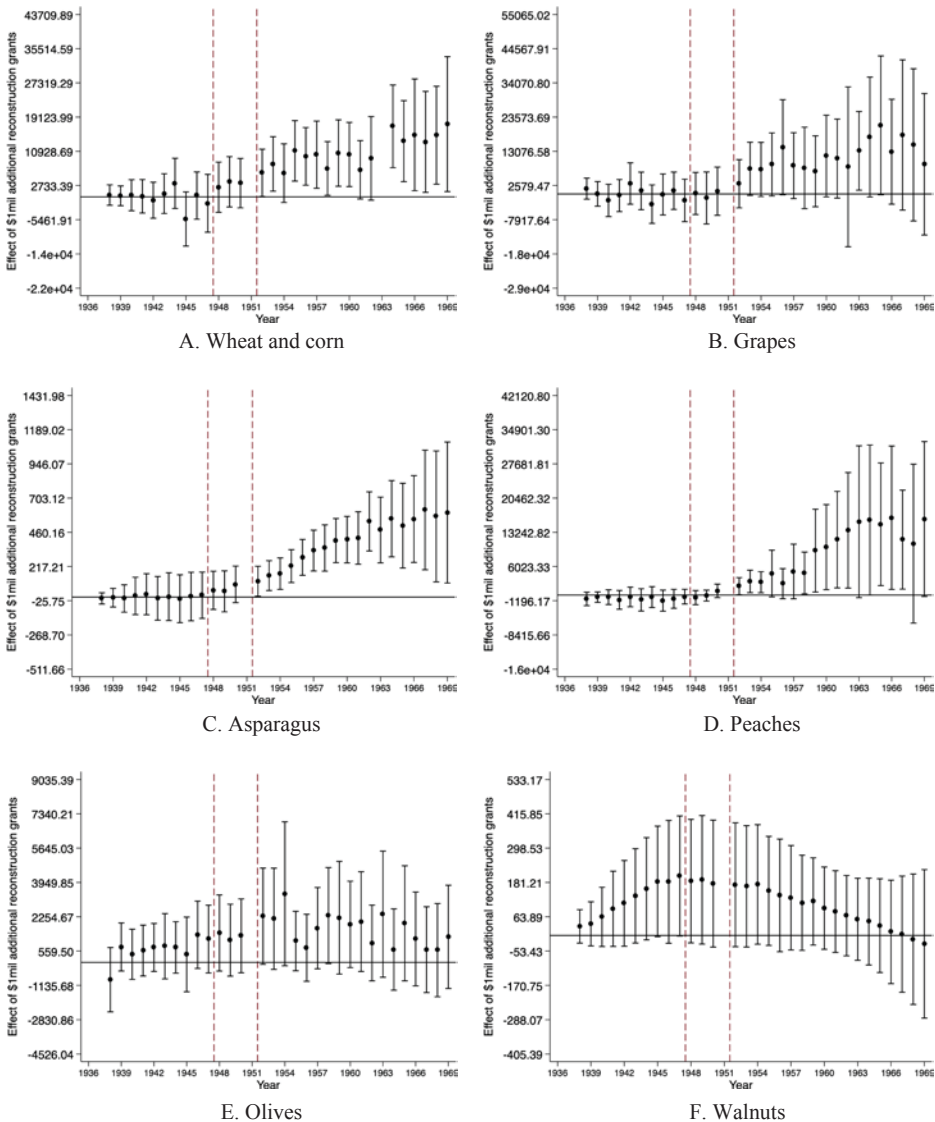 43709.89
35514.59
27319.29
19123.99
10928.69
2733.39
-5461.91
-1.4e+04
-2.2e+04
Effect of $1mil additional reconstruction grants
1936 1939 1942 1945 1948 1951 1954 1957 1960 1963 1966 1969
Year
A. Wheat and corn
55065.02
44567.91
34070.80
23573.69
13076.58
2579.47
-7917.64
-1.8e+04
-2.9e+04
Effect of $1mil additional reconstruction grants
1936 1939 1942 1945 1948 1951 1954 1957 1960 1963 1966 1969
Year
B. Grapes
1431.98
1189.02
946.07
703.12
460.16
217.21
-25.75
-268.70
-511.66
Effect of $1mil additional reconstruction grants
1936 1939 1942 1945 1948 1951 1954 1957 1960 1963 1966 1969
Year
C. Asparagus
42120.80
34901.30
27681.81
20462.32
13242.82
6023.33
-1196.17
-8415.66
-1.6e+04
Effect of $1mil additional reconstruction grants
1936 1939 1942 1945 1948 1951 1954 1957 1960 1963 1966 1969
Year
D. Peaches
9035.39
7340.21
5645.03
3949.85
2254.67
559.50
-1135.68
-2830.86
-4526.04
Effect of $1mil additional reconstruction grants
1936 1939 1942 1945 1948 1951 1954 1957 1960 1963 1966 1969
Year
E. Olives
533.17
415.85
298.53
181.21
63.89
-53.43
-170.75
-288.07
-405.39
Effect of $1mil additional reconstruction grants
1936 1939 1942 1945 1948 1951 1954 1957 1960 1963 1966 1969
Year
F. Walnuts